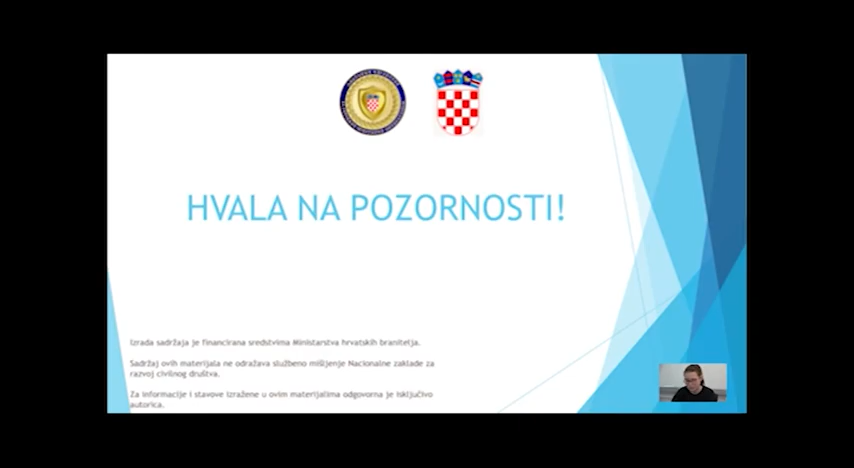 HVALA NA POZORNOSTI!
Izrada sadržaja je financirana sredstvima Ministarstva hrvatskih branitelja.
Sadržaj ovih materijala ne odražava službeno mišljenje Nacionalne zaklade za
razvoj civilnog društva.
Za informacije i stavove izražene u ovim materijalima odgovorna je isključivo
autorica.